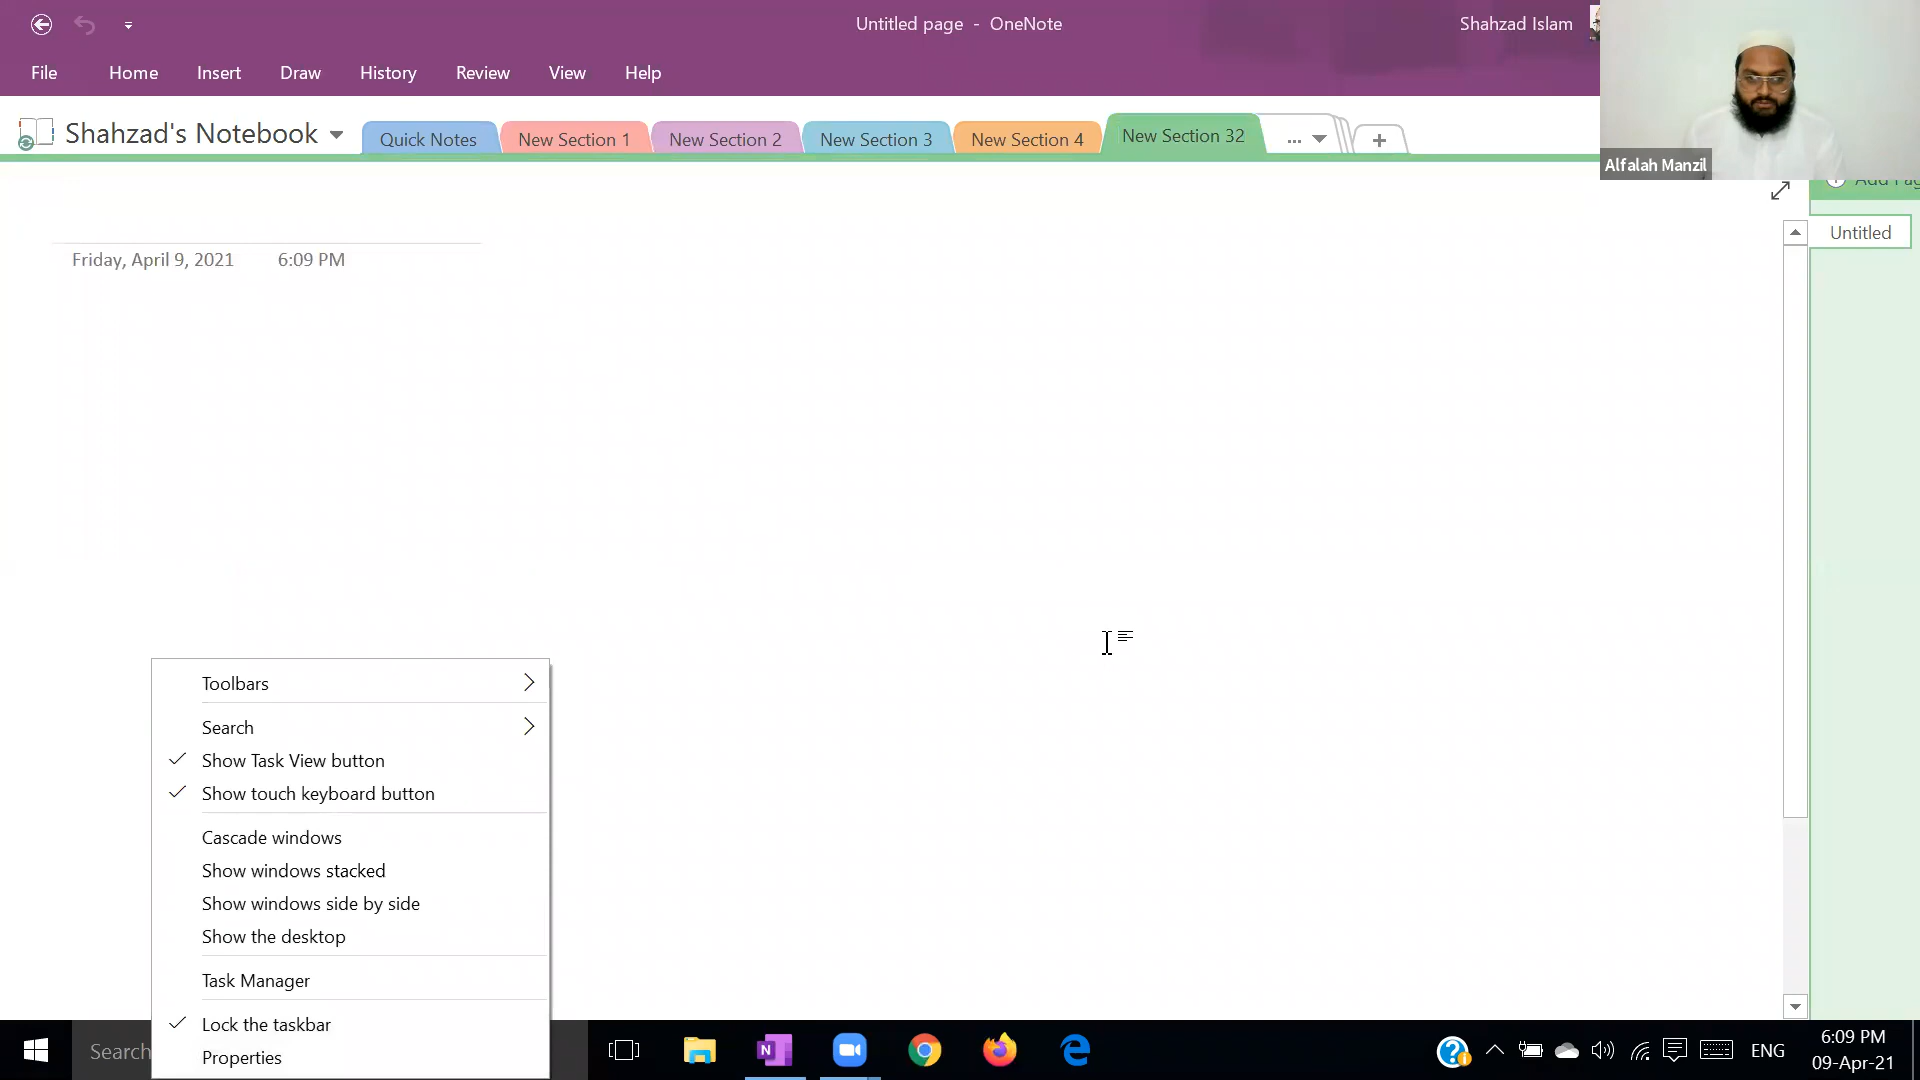 Untitled page - OneNote
Shahzad Islam
File Home Insert Draw History Review View Help
Shahzad's Notebook
Quick Notes
New Section 1
New Section 2
New Section 3
New Section 4
New Section 32
...
Alfalah Manzil
Untitled
Friday, April 9, 2021 6:09 PM
Toolbars
Search
Show Task View button
Show touch keyboard button
Cascade windows
Show windows stacked
Show windows side by side
Show the desktop
Task Manager
Lock the taskbar
Properties
Search
ENG
6:09 PM
09-Apr-21